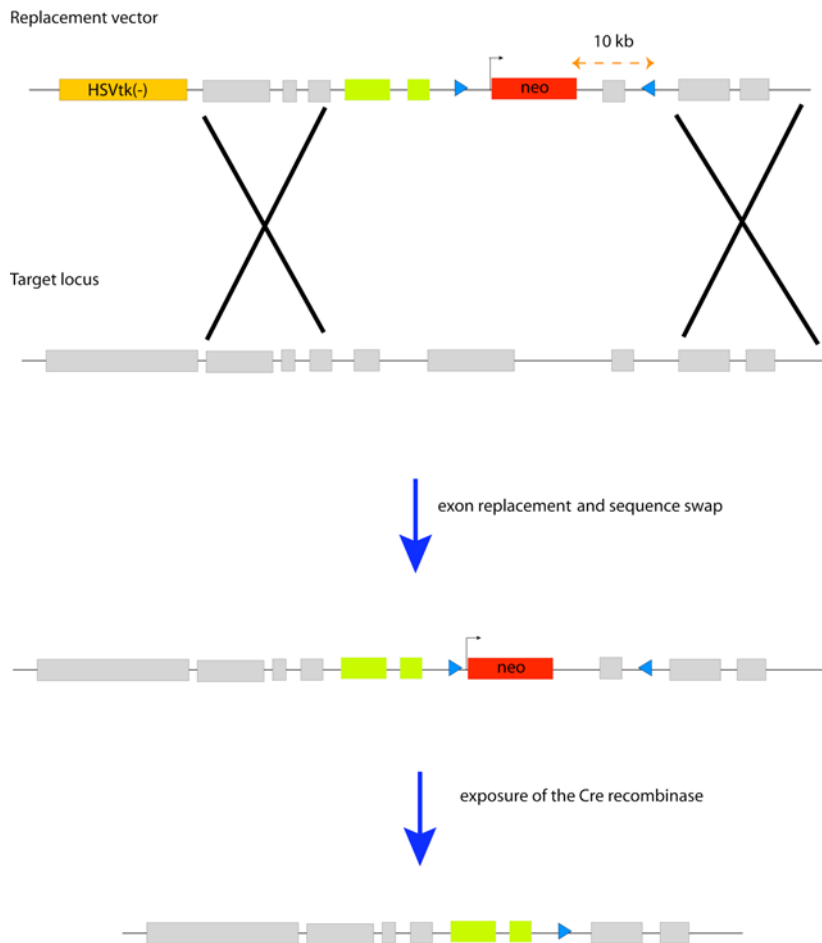 Replacement vector
10 kb
HSVtk(-)
neo
Target locus
exon replacement and sequence swap
neo
exposure of the Cre recombinase